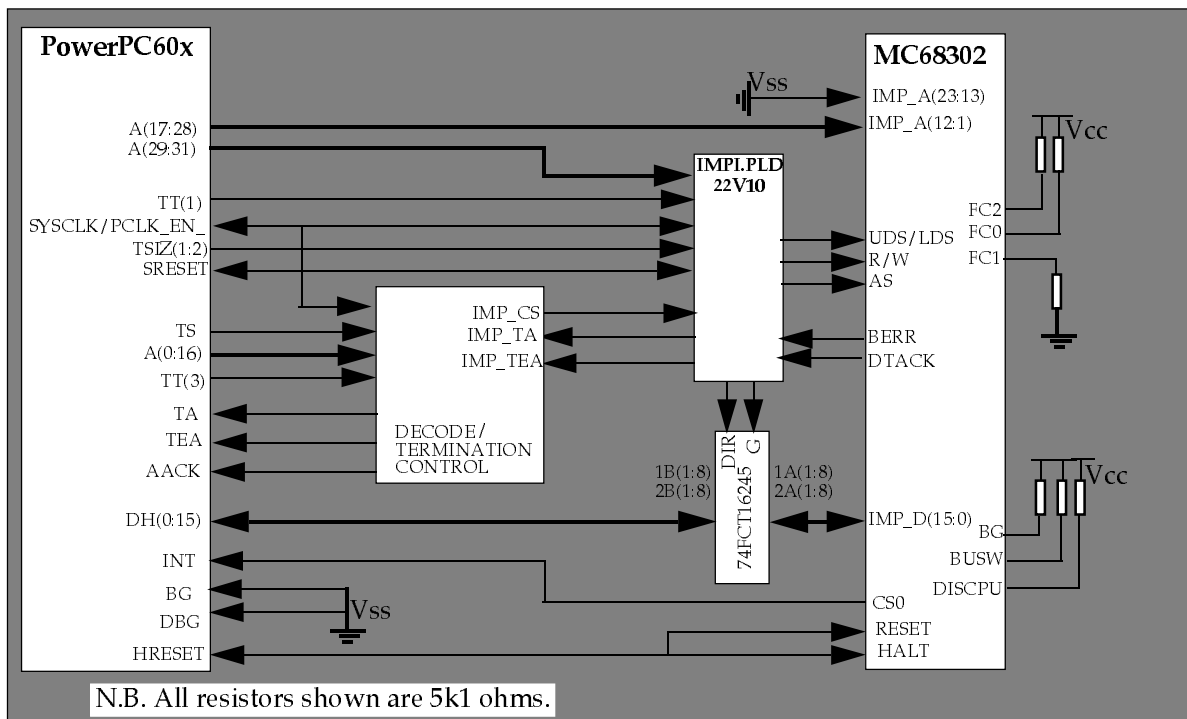 PowerPC60x
A(17:28)
A(29:31)
TT(1)
SYSCLK/PCLK_EN_
TSIZ(1:2)
SRESET
TS
A(0:16)
TT(3)
TA
TEA
AACK
DH(0:15)
INT
BG
DBG
HRESET
Vss
IMP_CS
IMP_TA
IMP_TEA
DECODE/
TERMINATION
CONTROL
IMPI.PLD
22V10
DIR
G
74FCT16245
1B(1:8)
2B(1:8)
1A(1:8)
2A(1:8)
Vss
MC68302
IMP_A(23:13)
IMP_A(12:1)
FC2
FC0
FC1
UDS/LDS
R/W
AS
BERR
DTACK
IMP_D(15:0)
BG
BUSW
DISCPU
CS0
RESET
HALT
Vcc
Vcc
N.B. All resistors shown are 5k1 ohms.